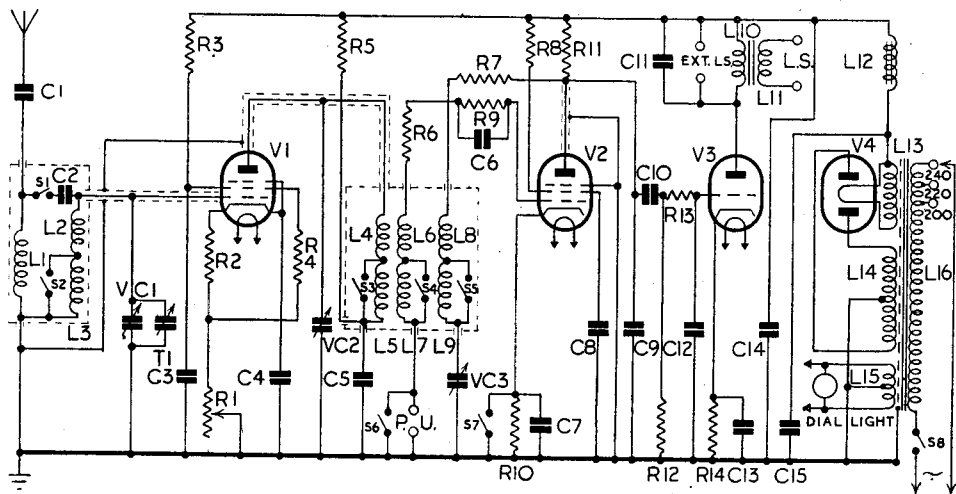 R3
R5
R8
R11
C11
EXT. L.S.
L10
L.S.
L11
L12
C1
R7
R9
C6
R6
V1
V2
V3
V4
L13
240
220
200
S1
C2
C10
R13
L1
L2
S2
L3
R2
R4
L4
L6
L8
S3
S4
S5
L14
L16
VC1
T1
C3
C4
VC2
L5
L7
L9
C5
VC3
C8
C9
C12
C14
L15
DIAL LIGHT
R1
S6
P.U.
S7
C7
R10
R12
R14
C13
C15
S8
~